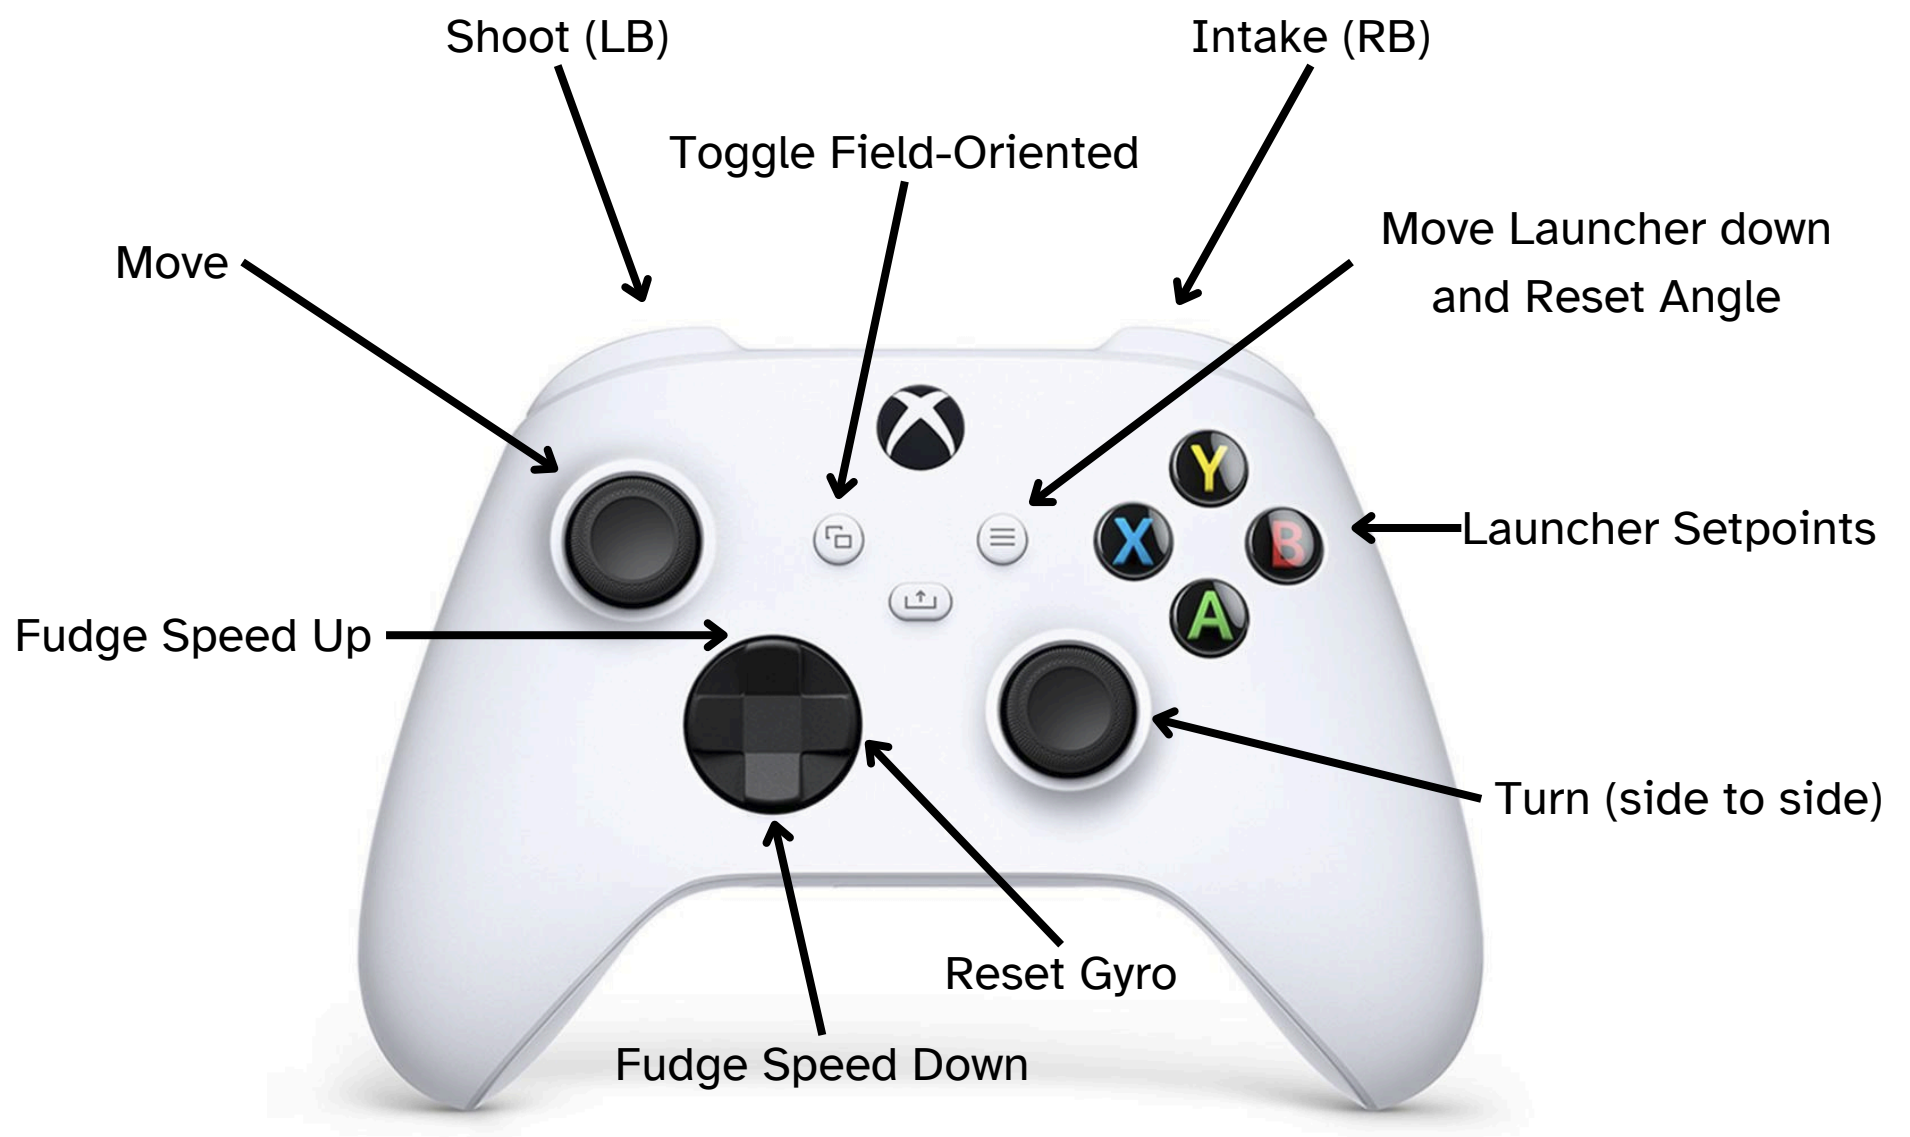 Shoot (LB)
Intake (RB)
Toggle Field-Oriented
Move Launcher down
and Reset Angle
Move
Y
X
B
A
Launcher Setpoints
Fudge Speed Up
Turn (side to side)
Reset Gyro
Fudge Speed Down